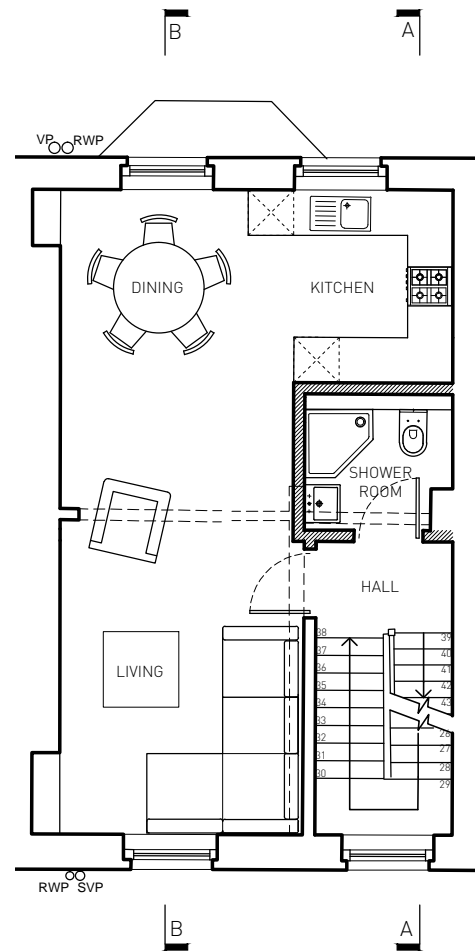 B A
VP RWP
DINING KITCHEN
SHOWER
ROOM
HALL
LIVING
38 39
37 40
36 41
35 42
34 43
33 26
32 27
31 28
30 29
RWP SVP
B A